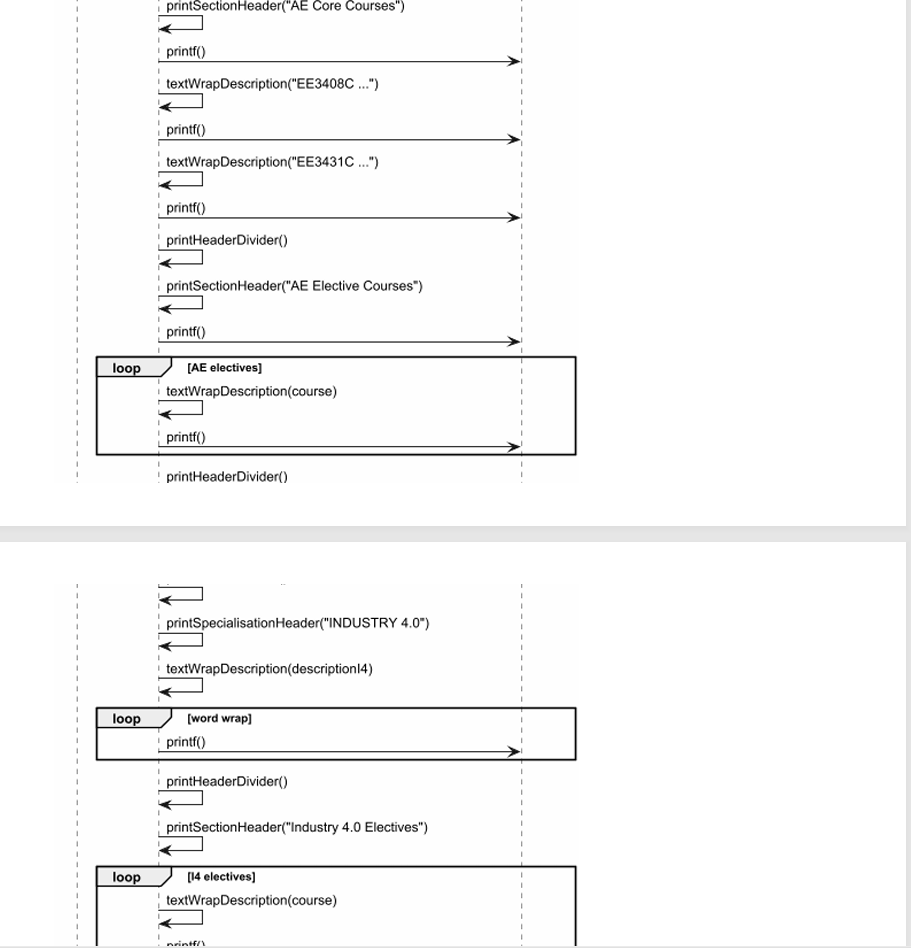 printSectionHeader("AE Core Courses")
printf()
textWrapDescription("EE3408C ...")
printf()
textWrapDescription("EE3431C ...")
printf()
printHeaderDivider()
printSectionHeader("AE Elective Courses")
printf()
loop [AE electives]
textWrapDescription(course)
printf()
printHeaderDivider()
printSpecialisationHeader("INDUSTRY 4.0")
textWrapDescription(descriptionI4)
loop [word wrap]
printf()
printHeaderDivider()
printSectionHeader("Industry 4.0 Electives")
loop [I4 electives]
textWrapDescription(course)
printf()